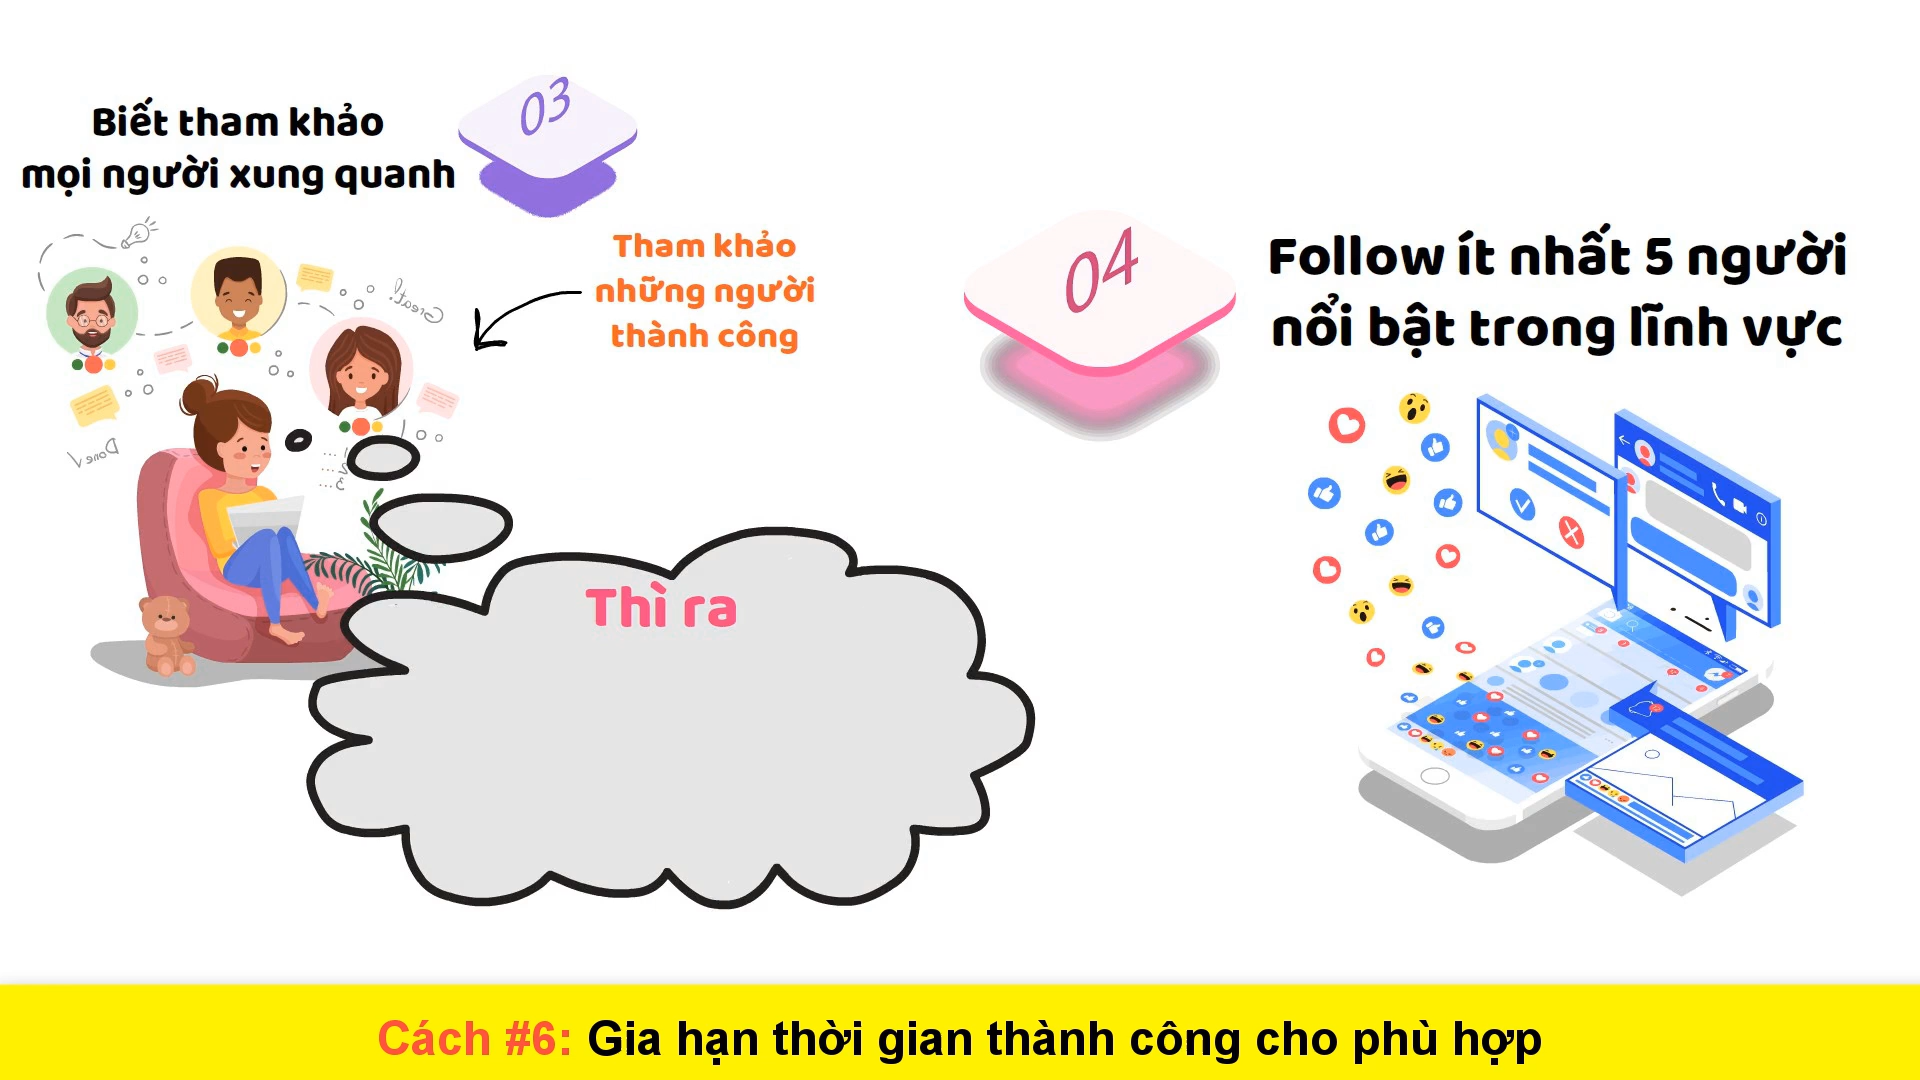 Biết tham khảo
mọi người xung quanh
03
Tham khảo
những người
thành công
Great!
Done
Thì ra
04
Follow ít nhất 5 người
nổi bật trong lĩnh vực
Cách #6: Gia hạn thời gian thành công cho phù hợp